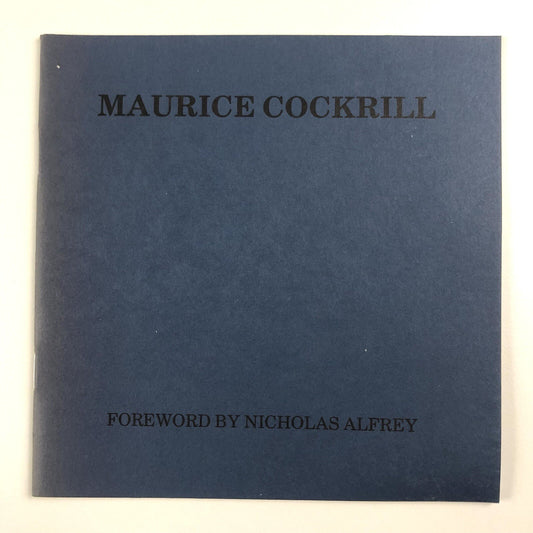 MAURICE COCKRILL
FOREWORD BY NICHOLAS ALFREY